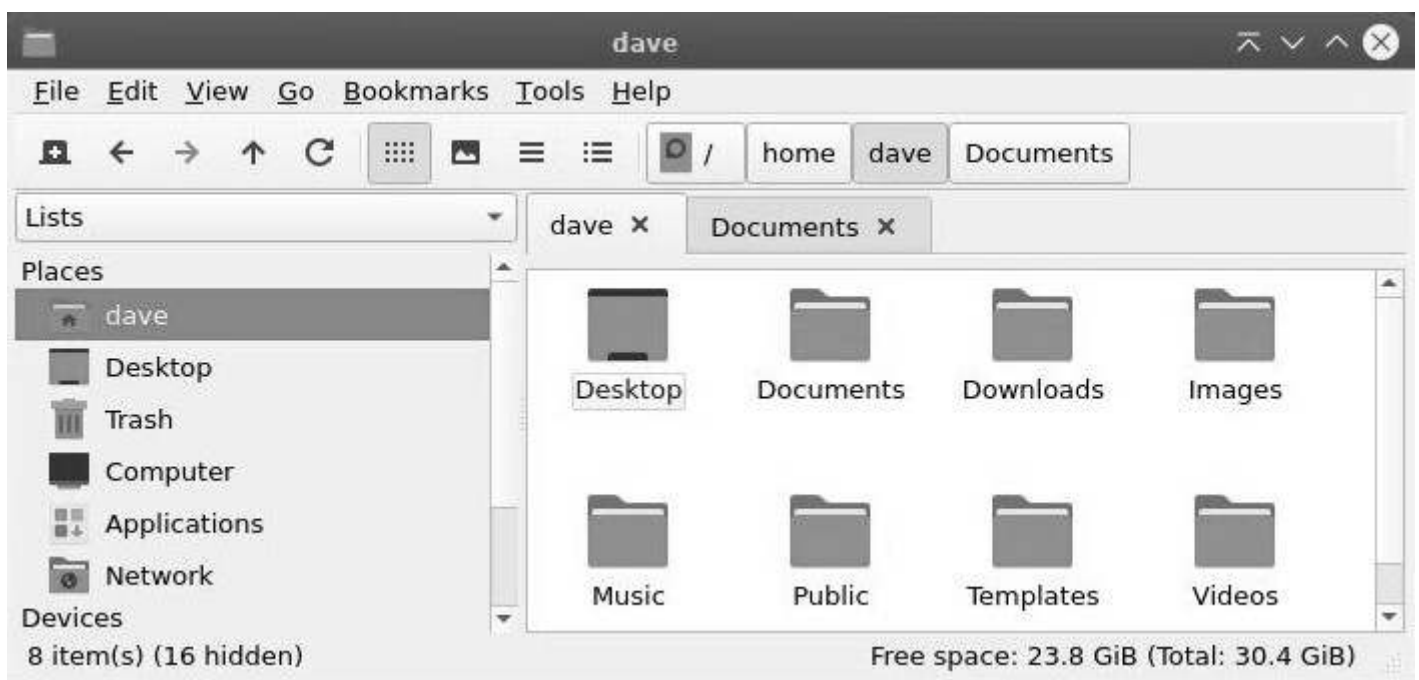 dave
File Edit View Go Bookmarks Tools Help
/ home dave Documents
Lists
dave Documents
Places
dave
Desktop
Trash
Computer
Applications
Network
Devices
Desktop Documents Downloads Images
Music Public Templates Videos
8 item(s) (16 hidden) Free space: 23.8 GiB (Total: 30.4 GiB)